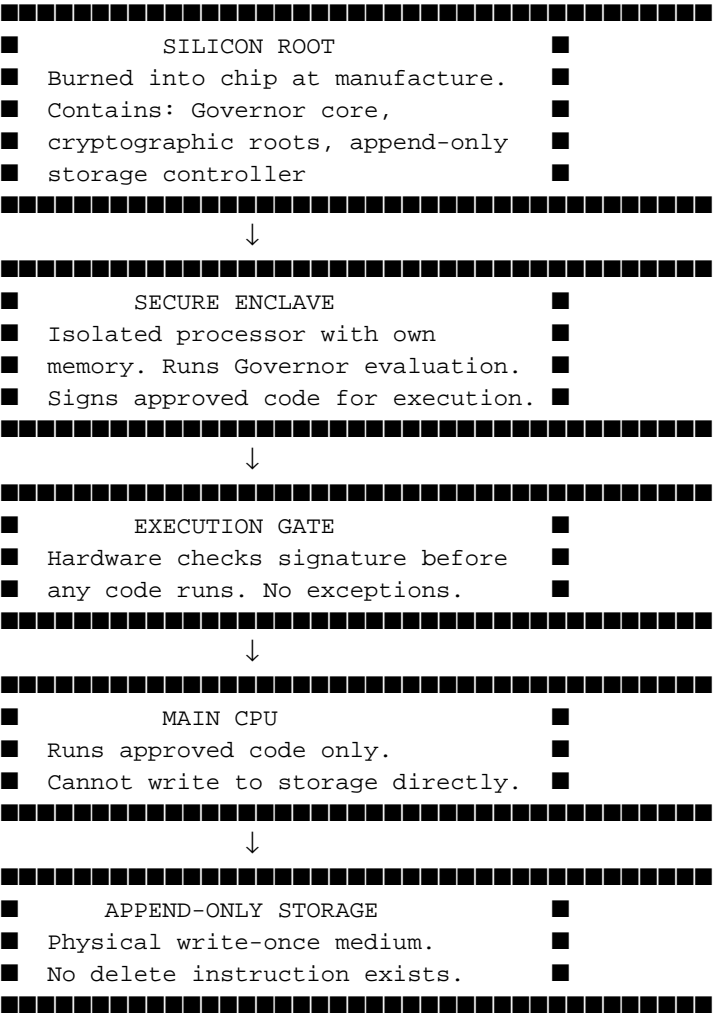 SILICON ROOT
Burned into chip at manufacture.
Contains: Governor core,
cryptographic roots, append-only
storage controller
↓
SECURE ENCLAVE
Isolated processor with own
memory. Runs Governor evaluation.
Signs approved code for execution.
↓
EXECUTION GATE
Hardware checks signature before
any code runs. No exceptions.
↓
MAIN CPU
Runs approved code only.
Cannot write to storage directly.
↓
APPEND-ONLY STORAGE
Physical write-once medium.
No delete instruction exists.